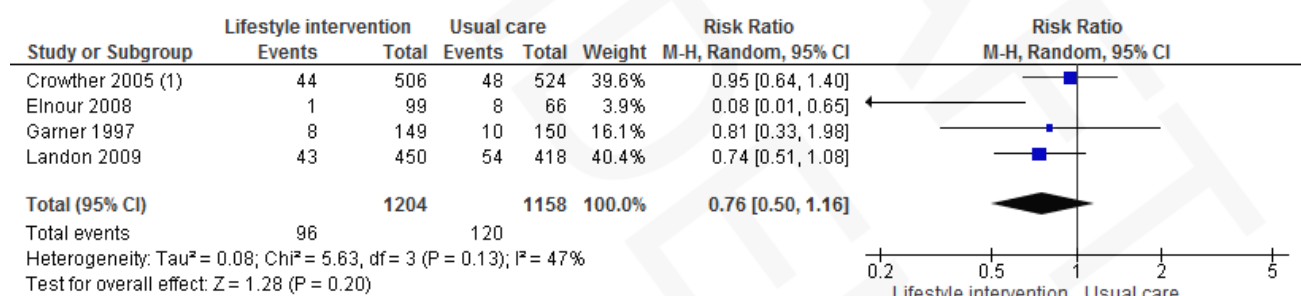 Lifestyle intervention Usual care Risk Ratio Risk Ratio
Study or Subgroup Events Total Events Total Weight M-H, Random, 95% CI M-H, Random, 95% CI
Crowther 2005 (1) 44 506 48 524 39.6% 0.95 [0.64, 1.40]
Elnour 2008 1 99 8 66 3.9% 0.08 [0.01, 0.65]
Garner 1997 8 149 10 150 16.1% 0.81 [0.33, 1.98]
Landon 2009 43 450 54 418 40.4% 0.74 [0.51, 1.08]
Total (95% CI) 1204 1158 100.0% 0.76 [0.50, 1.16]
Total events 96 120
Heterogeneity: Tau² = 0.08; Chi² = 5.63, df = 3 (P = 0.13); I² = 47%
Test for overall effect: Z = 1.28 (P = 0.20)
0.2 0.5 1 2 5
Lifestyle intervention Usual care